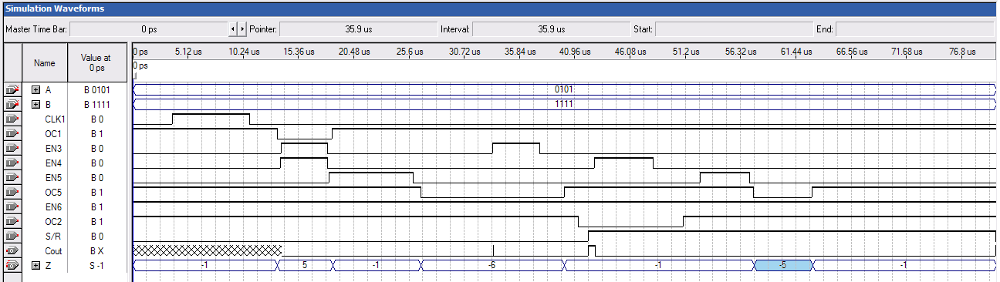 Simulation Waveforms
Master Time Bar: 0 ps Pointer: 35.9 us Interval: 35.9 us Start: End:
Name Value at 0 ps
0 ps 5.12 us 10.24 us 15.36 us 20.48 us 25.6 us 30.72 us 35.84 us 40.96 us 46.08 us 51.2 us 56.32 us 61.44 us 66.56 us 71.68 us 76.8 us
0 ps
A B 0101 0101
B B 1111 1111
CLK1 B 0
OC1 B 1
EN3 B 0
EN4 B 0
EN5 B 0
OC5 B 1
EN6 B 1
OC2 B 1
S/R B 0
Cout B X
Z S -1 -1 5 -1 -6 -1 -5 -1